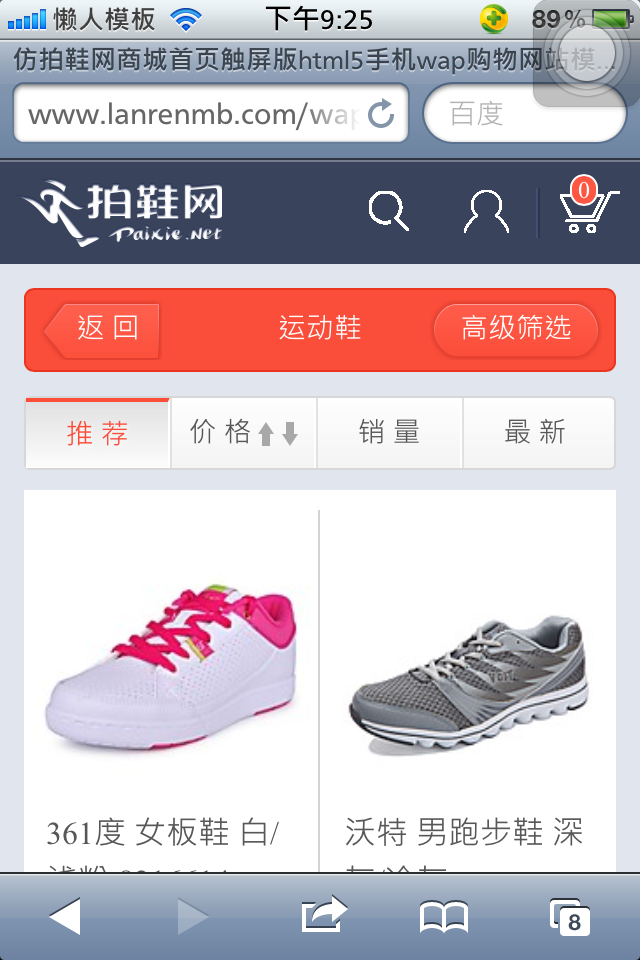 懒人模板 下午9:25 89%
仿拍鞋网商城首页触屏版html5手机wap购物网站模...
www.lanrenmb.com/wap 百度
拍鞋网 0
Paixie.Net
返回 运动鞋 高级筛选
推荐 价格 销量 最新
361度 女板鞋 白/ 沃特 男跑步鞋 深
8